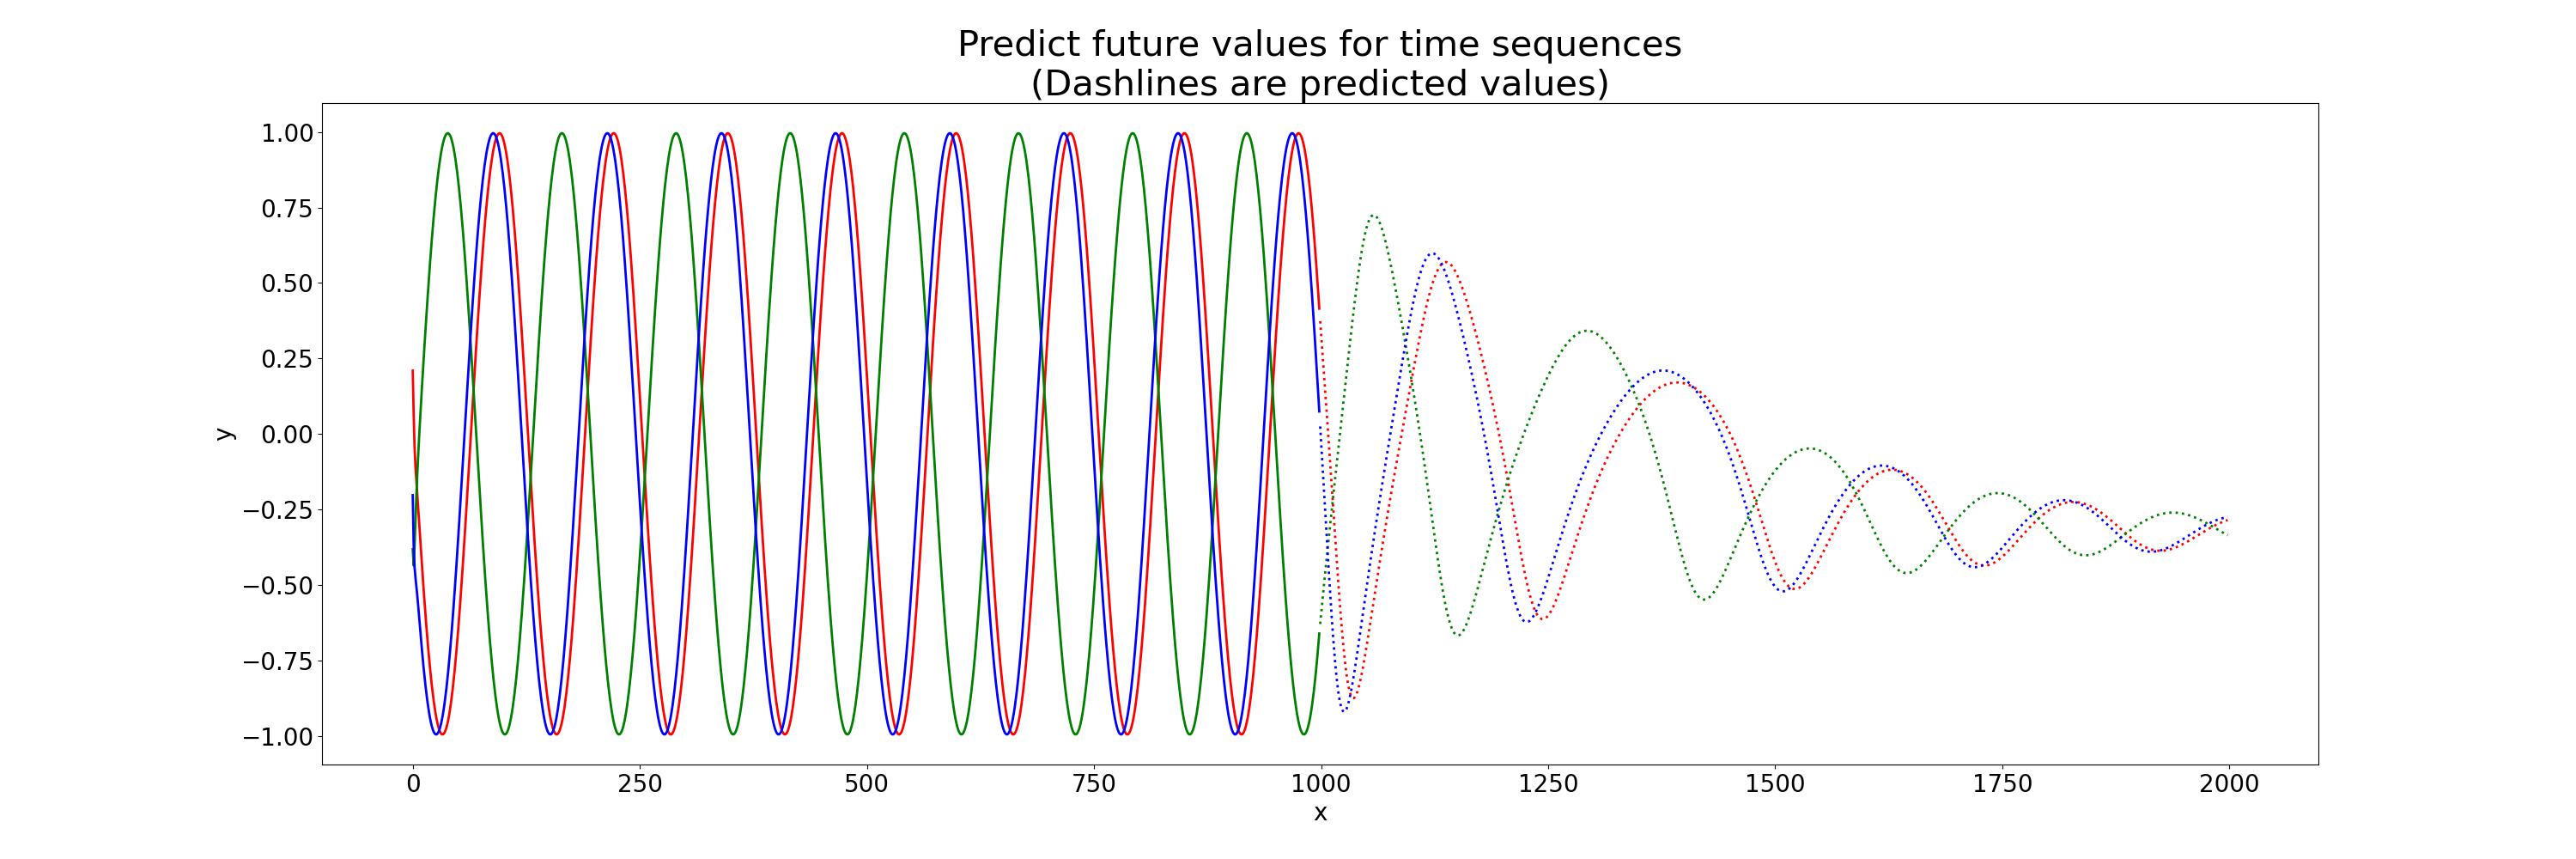 Predict future values for time sequences
(Dashlines are predicted values)
1.00
0.75
0.50
0.25
0.00
−0.25
−0.50
−0.75
−1.00
y
0 250 500 750 1000 1250 1500 1750 2000
x